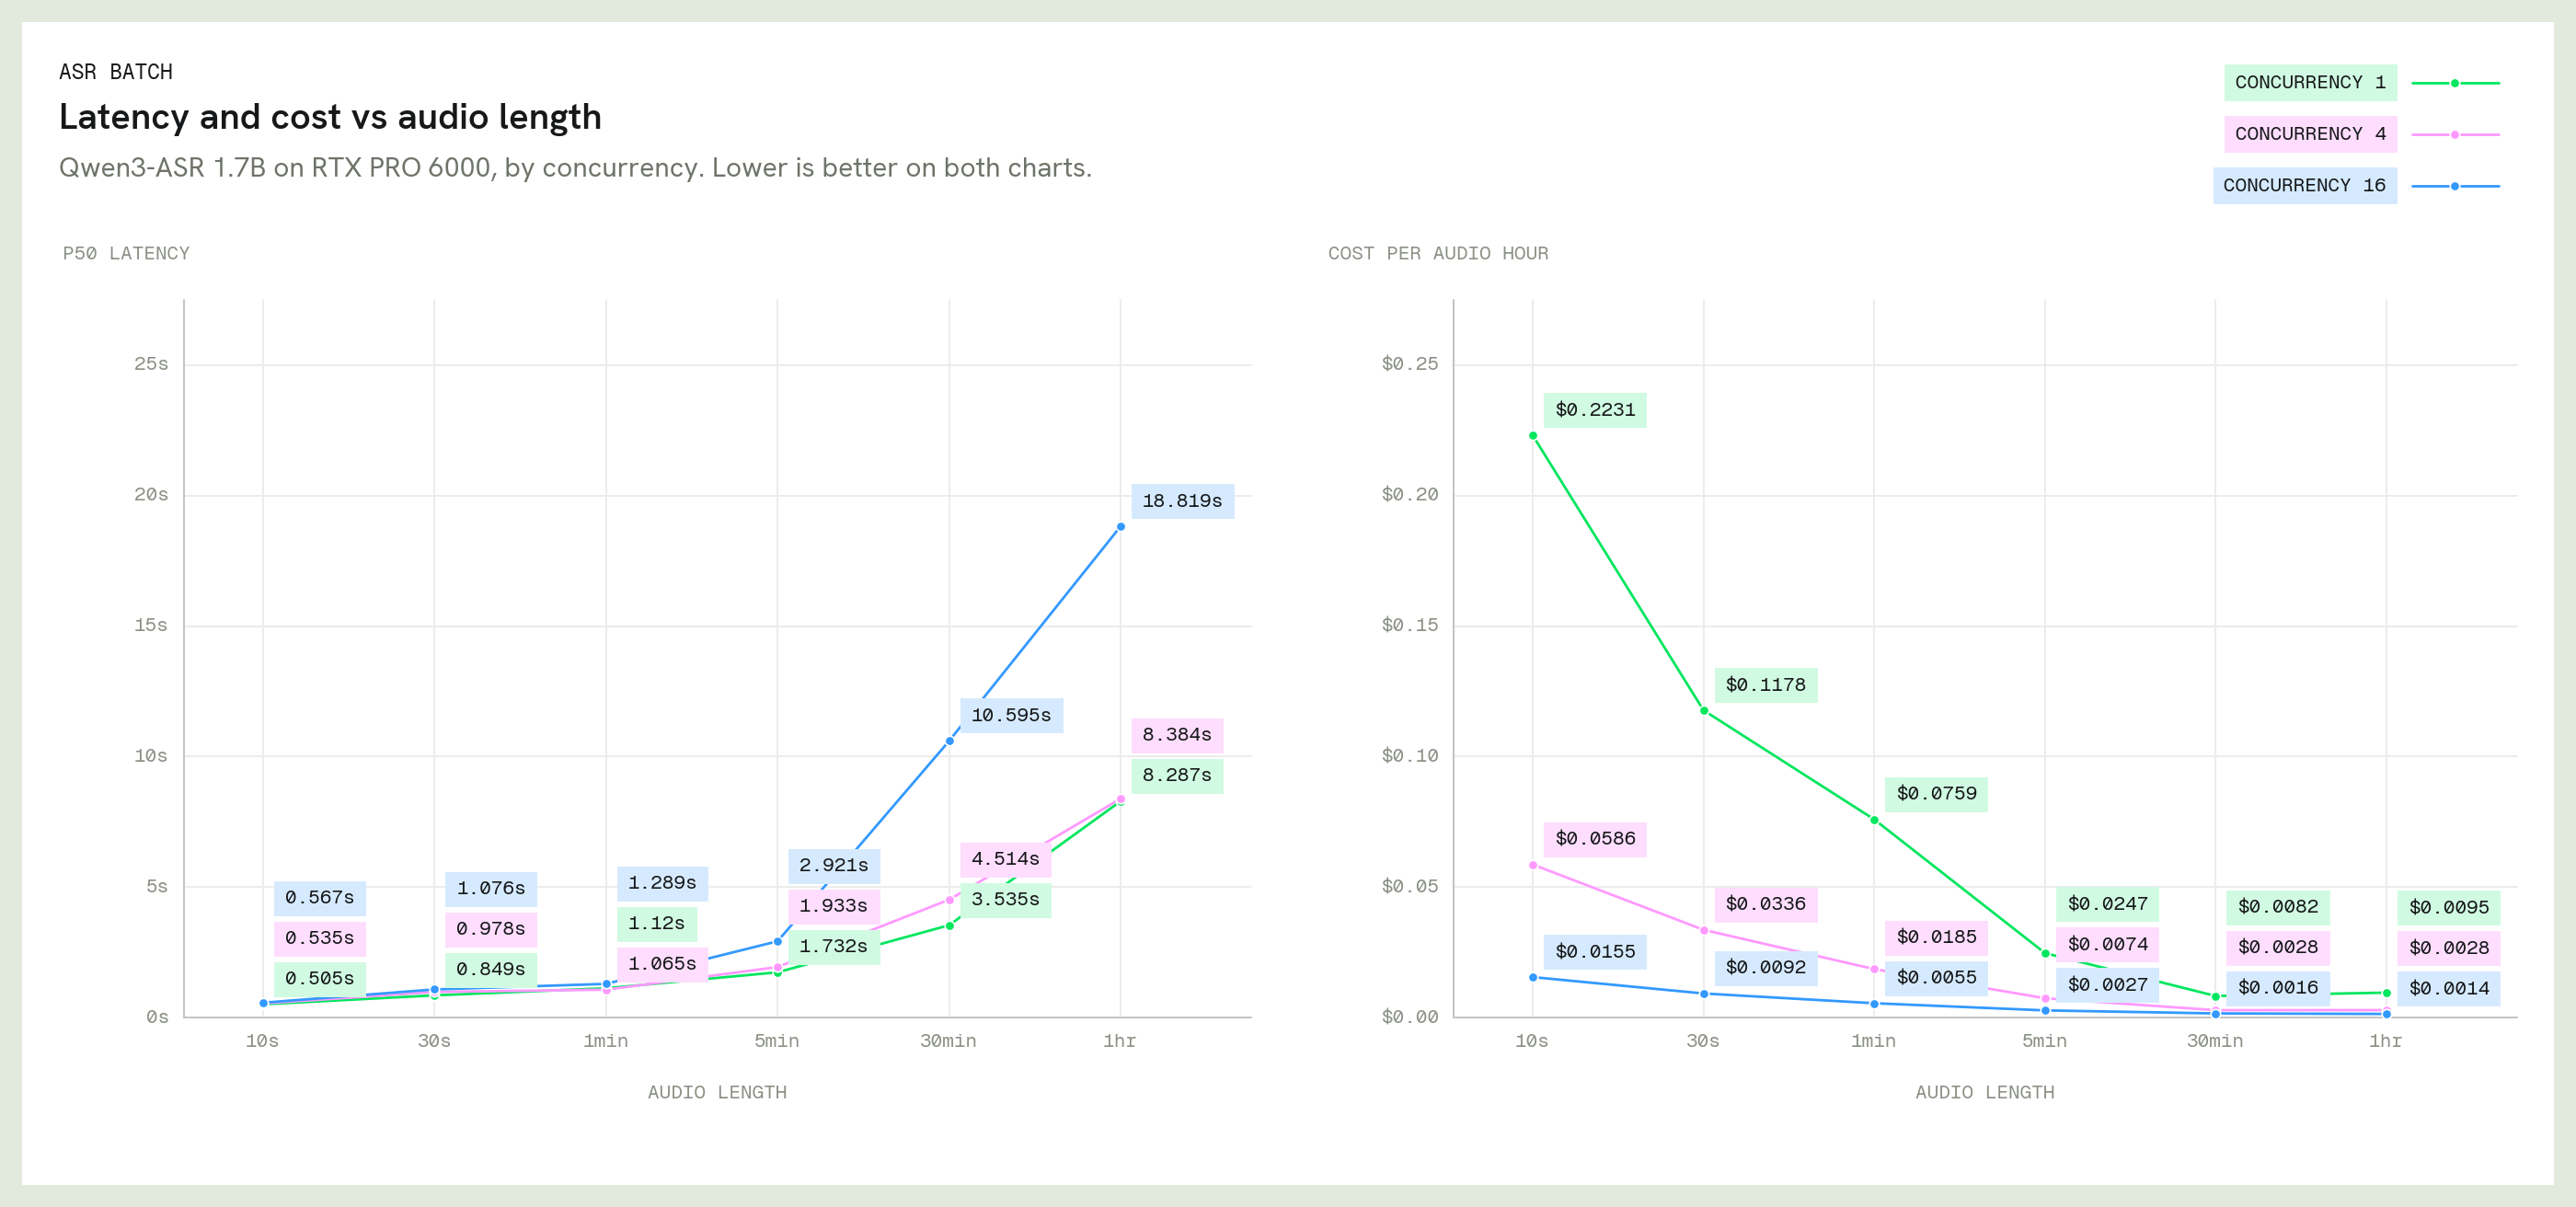 ASR BATCH
Latency and cost vs audio length
Qwen3-ASR 1.7B on RTX PRO 6000, by concurrency. Lower is better on both charts.
CONCURRENCY 1
CONCURRENCY 4
CONCURRENCY 16
P50 LATENCY
25s
20s
15s
10s
5s
0s
18.819s
10.595s
8.384s
8.287s
2.921s
1.933s
1.732s
4.514s
3.535s
0.567s
0.535s
0.505s
1.076s
0.978s
0.849s
1.289s
1.12s
1.065s
10s 30s 1min 5min 30min 1hr
AUDIO LENGTH
COST PER AUDIO HOUR
$0.25
$0.20
$0.15
$0.10
$0.05
$0.00
$0.2231
$0.0586
$0.0155
$0.1178
$0.0336
$0.0092
$0.0759
$0.0185
$0.0055
$0.0247
$0.0074
$0.0027
$0.0082
$0.0028
$0.0016
$0.0095
$0.0028
$0.0014
10s 30s 1min 5min 30min 1hr
AUDIO LENGTH